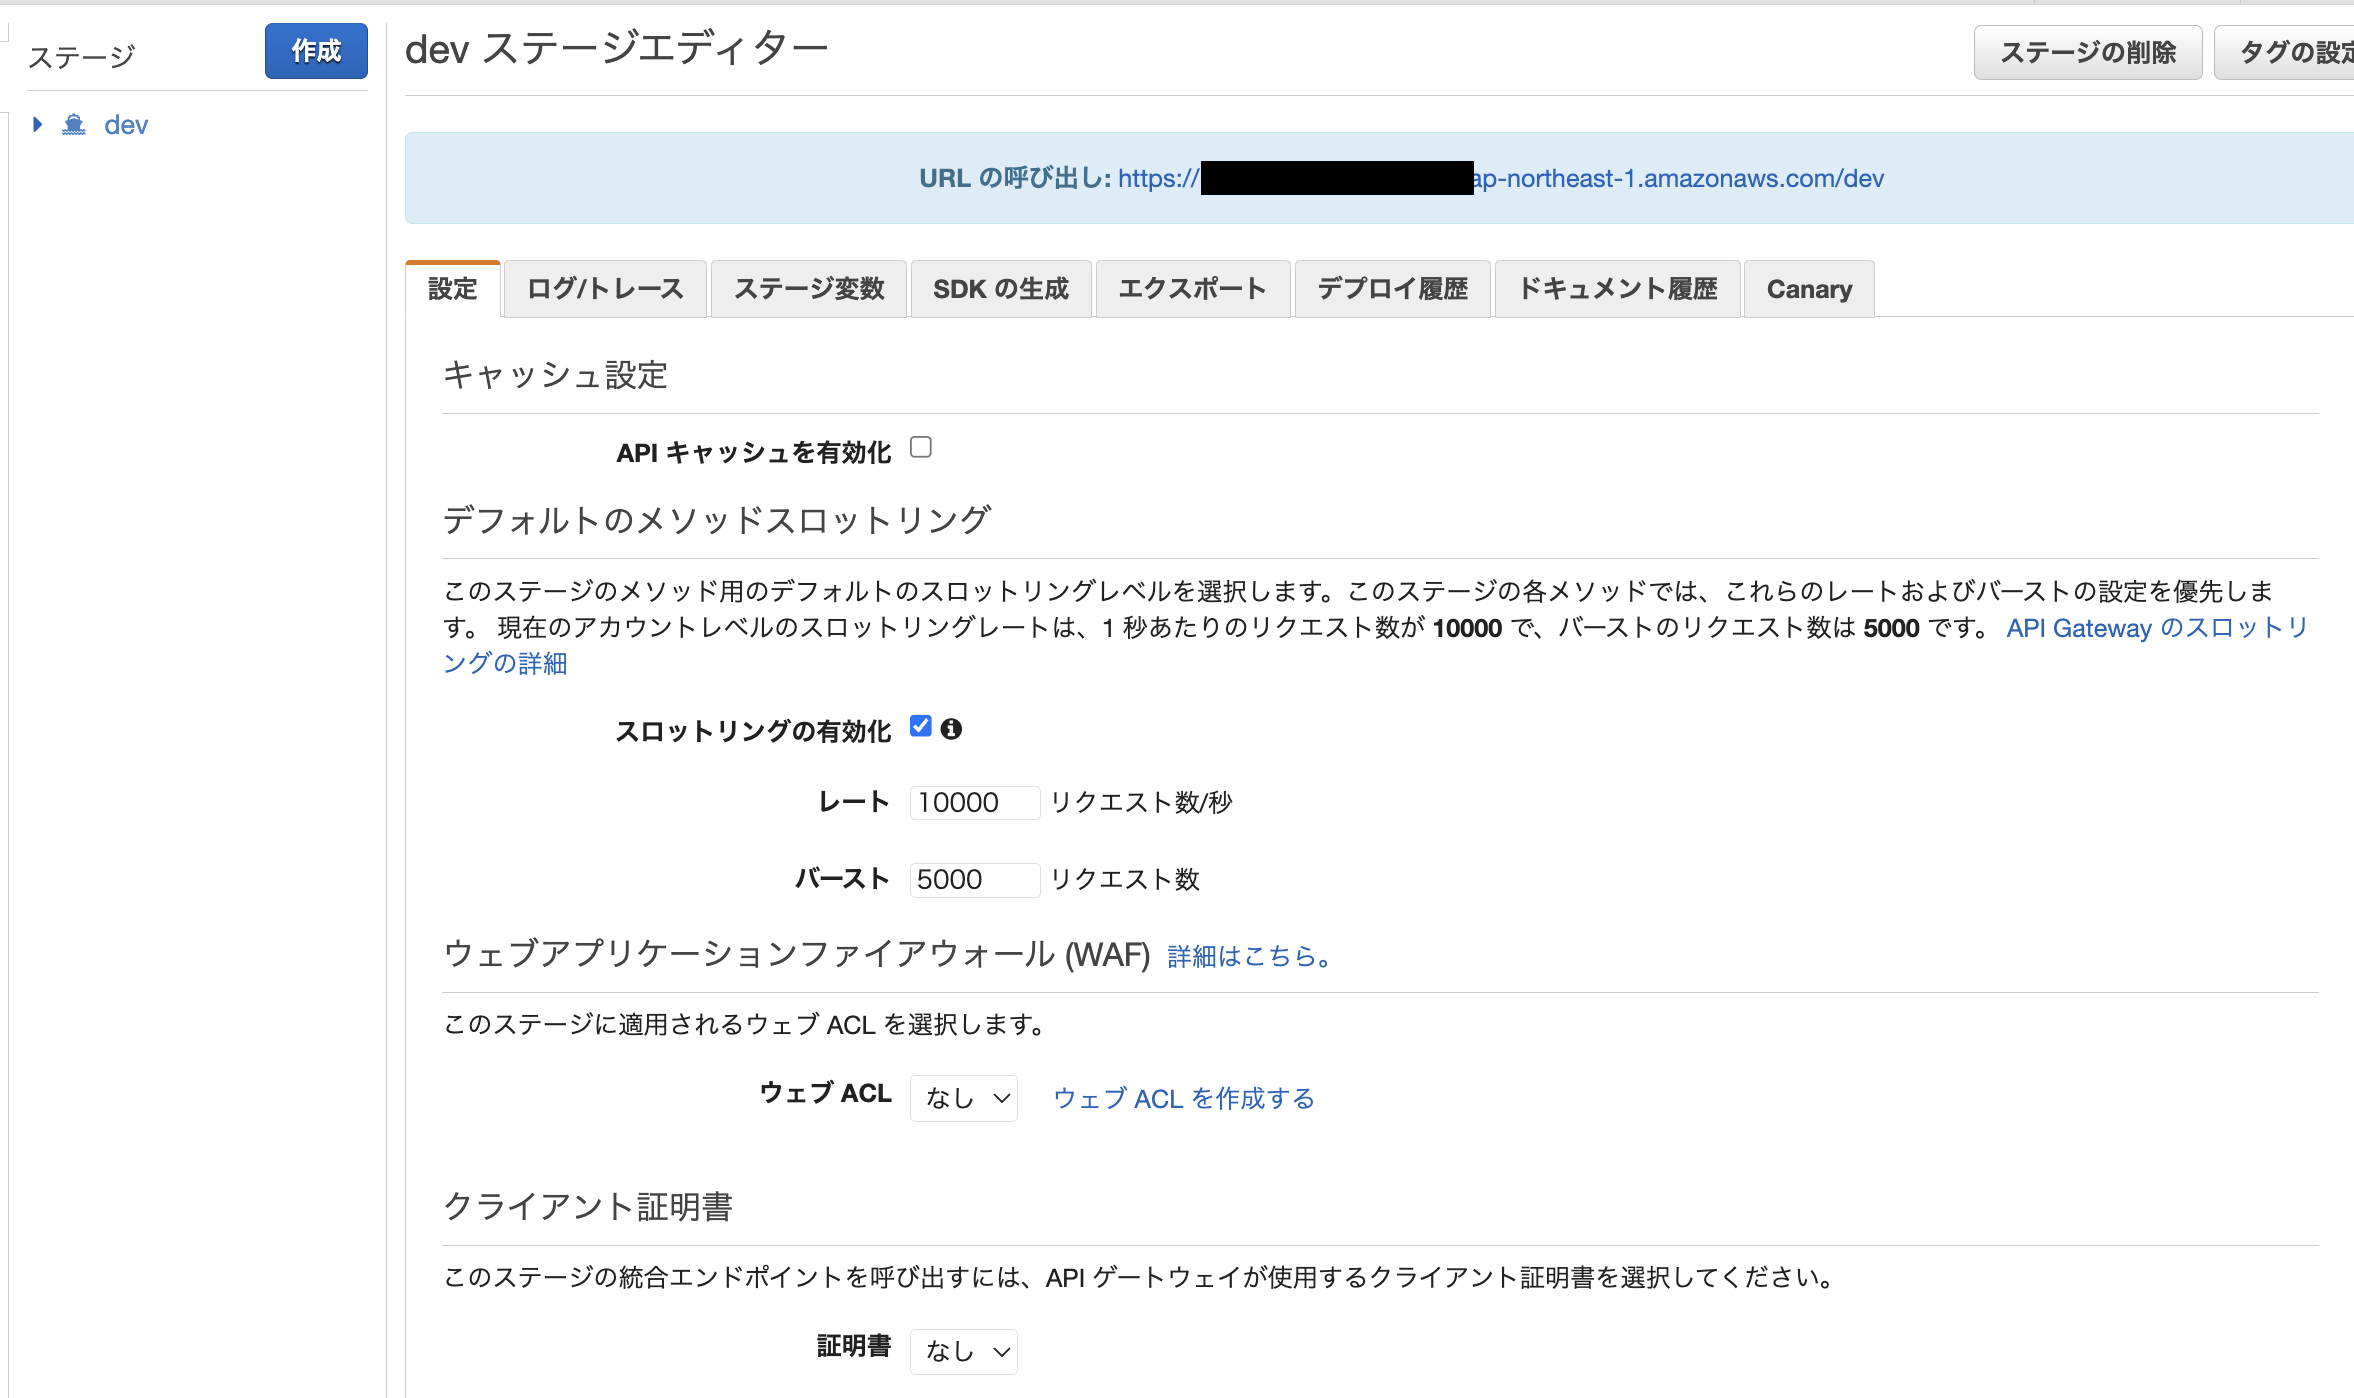 ステージ
作成
dev
dev ステージエディター
ステージの削除
タグの設定
URL の呼び出し: https://
ap-northeast-1.amazonaws.com/dev
設定
ログ/トレース
ステージ変数
SDK の生成
エクスポート
デプロイ履歴
ドキュメント履歴
Canary
キャッシュ設定
API キャッシュを有効化
デフォルトのメソッドスロットリング
このステージのメソッド用のデフォルトのスロットリングレベルを選択します。このステージの各メソッドでは、これらのレートおよびバーストの設定を優先しま
す。 現在のアカウントレベルのスロットリングレートは、1 秒あたりのリクエスト数が 10000 で、バーストのリクエスト数は 5000 です。 API Gateway のスロットリ
ングの詳細
スロットリングの有効化
レート 10000 リクエスト数/秒
バースト 5000 リクエスト数
ウェブアプリケーションファイアウォール (WAF) 詳細はこちら。
このステージに適用されるウェブ ACL を選択します。
ウェブ ACL なし ウェブ ACL を作成する
クライアント証明書
このステージの統合エンドポイントを呼び出すには、API ゲートウェイが使用するクライアント証明書を選択してください。
証明書 なし